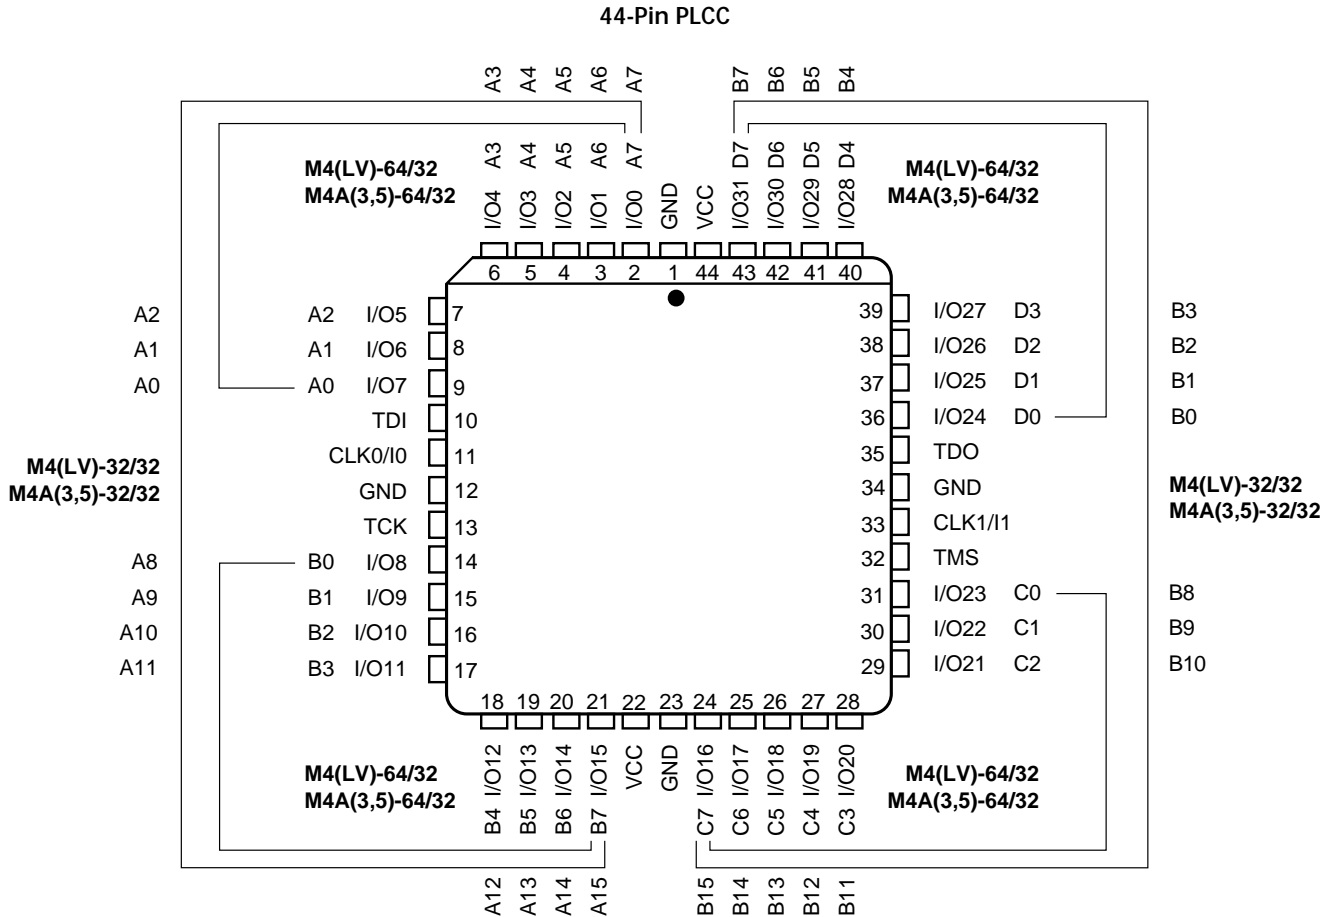 44-Pin PLCC
A3 A4 A5 A6 A7 B7 B6 B5 B4
M4(LV)-64/32
M4A(3,5)-64/32
A3 A4 A5 A6 A7 D7 D6 D5 D4
M4(LV)-64/32
M4A(3,5)-64/32
I/O4 I/O3 I/O2 I/O1 I/O0 GND VCC I/O31 I/O30 I/O29 I/O28
6 5 4 3 2 1 44 43 42 41 40
A2 A2 I/O5 7 39 I/O27 D3 B3
A1 A1 I/O6 8 38 I/O26 D2 B2
A0 A0 I/O7 9 37 I/O25 D1 B1
TDI 10 36 I/O24 D0 B0
CLK0/I0 11 35 TDO
M4(LV)-32/32
M4A(3,5)-32/32
GND 12 34 GND
M4(LV)-32/32
M4A(3,5)-32/32
TCK 13 33 CLK1/I1
A8 B0 I/O8 14 32 TMS
A9 B1 I/O9 15 31 I/O23 C0 B8
A10 B2 I/O10 16 30 I/O22 C1 B9
A11 B3 I/O11 17 29 I/O21 C2 B10
18 19 20 21 22 23 24 25 26 27 28
I/O12 I/O13 I/O14 I/O15 VCC GND I/O16 I/O17 I/O18 I/O19 I/O20
M4(LV)-64/32
M4A(3,5)-64/32
M4(LV)-64/32
M4A(3,5)-64/32
B4 B5 B6 B7 C7 C6 C5 C4 C3
A12 A13 A14 A15 B15 B14 B13 B12 B11